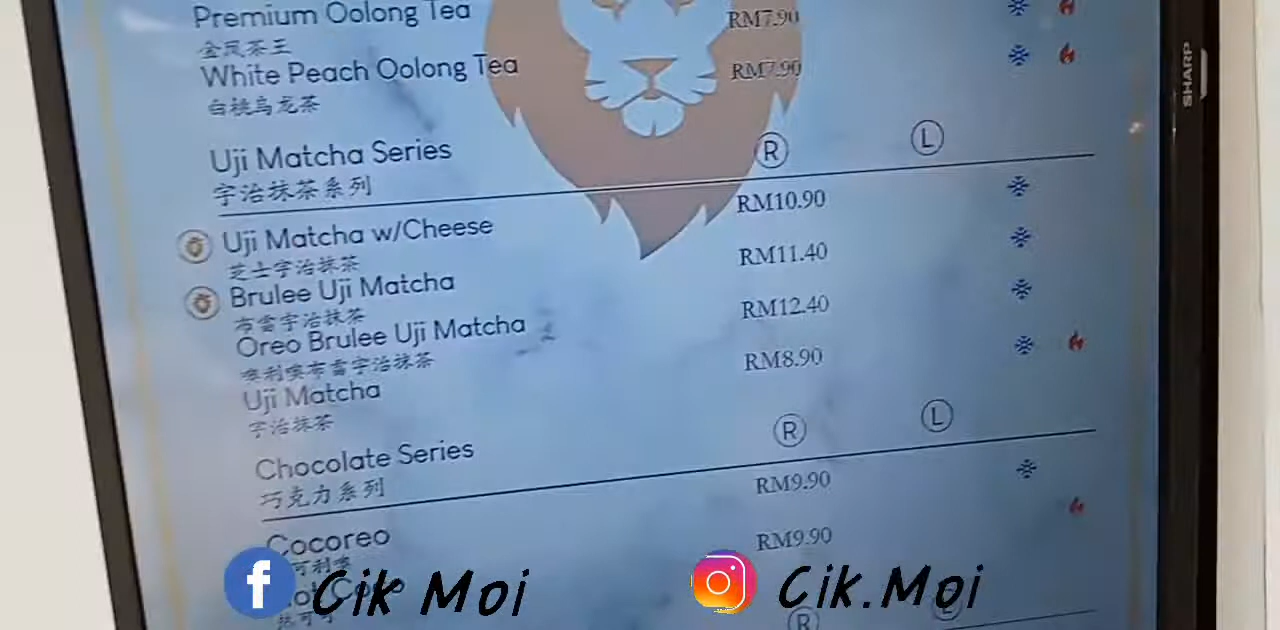 Premium Oolong Tea RM7.90
金凤茶王
White Peach Oolong Tea RM7.90
白桃乌龙茶
Uji Matcha Series R L
宇治抹茶系列
Uji Matcha w/Cheese RM10.90
芝士宇治抹茶
Brulee Uji Matcha RM11.40
布雷宇治抹茶
Oreo Brulee Uji Matcha RM12.40
奥利奥布雷宇治抹茶
Uji Matcha RM8.90
宇治抹茶
Chocolate Series R L
巧克力系列
Cocoreo RM9.90
可利奥
RM9.90
R L
f Cik Moi
Cik.Moi
SHARP